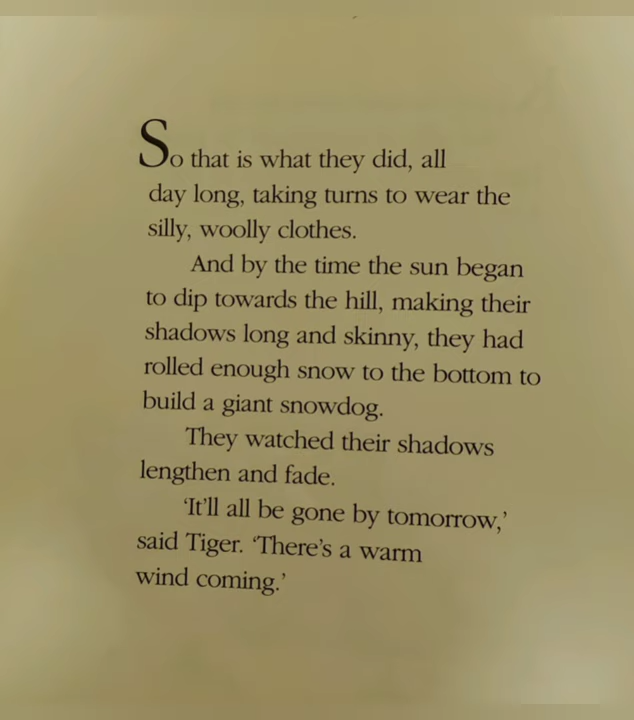 So that is what they did, all
day long, taking turns to wear the
silly, woolly clothes.
And by the time the sun began
to dip towards the hill, making their
shadows long and skinny, they had
rolled enough snow to the bottom to
build a giant snowdog.
They watched their shadows
lengthen and fade.
‘It’ll all be gone by tomorrow,’
said Tiger. ‘There’s a warm
wind coming.’